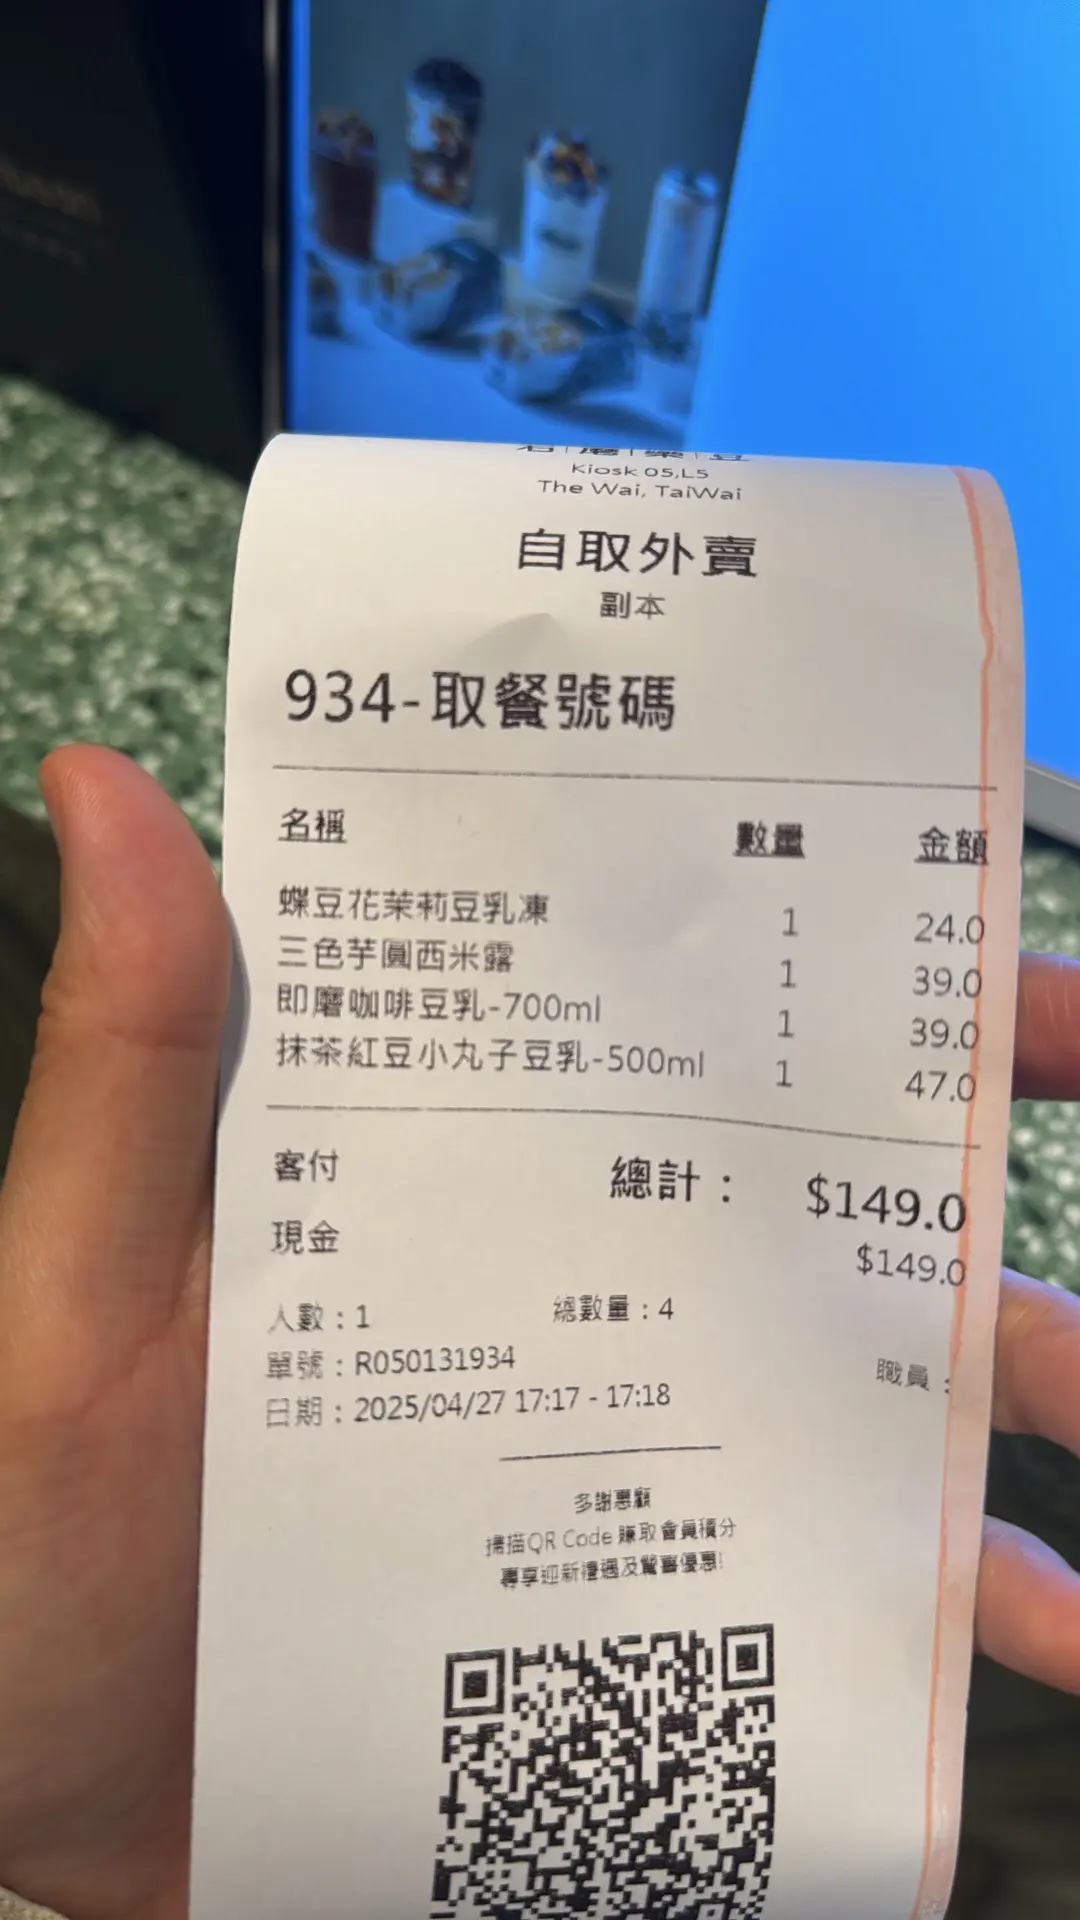 石|磨|藥|豆
Kiosk 05,L5
The Wai, TaiWai
自取外賣
副本
934-取餐號碼
名稱 數量 金額
蝶豆花茉莉豆乳凍 1 24.0
三色芋圓西米露 1 39.0
即磨咖啡豆乳-700ml 1 39.0
抹茶紅豆小丸子豆乳-500ml 1 47.0
客付 總計： $149.0
現金 $149.0
人數：1 總數量：4
單號：R050131934 職員：
日期：2025/04/27 17:17 - 17:18
多謝惠顧
掃描QR Code 賺取會員積分
專享迎新禮遇及驚喜優惠!